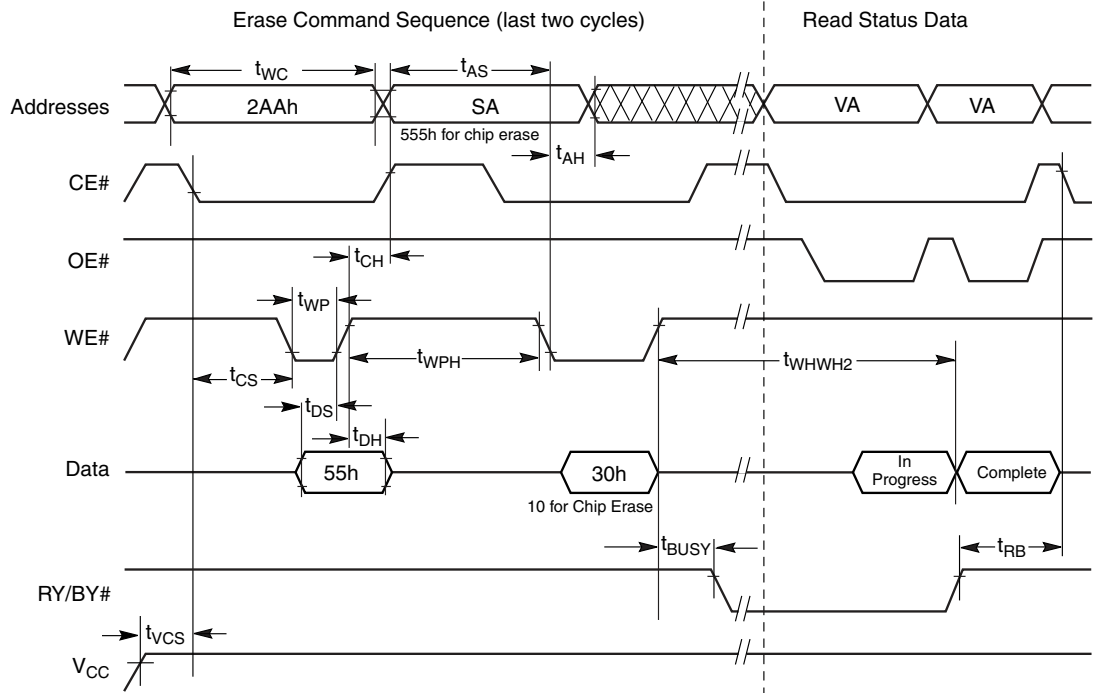 Erase Command Sequence (last two cycles)
Read Status Data
tWC
tAS
Addresses
2AAh
SA
VA
VA
555h for chip erase
tAH
CE#
OE#
tCH
tWP
WE#
tWPH
tWHWH2
tCS
tDS
tDH
Data
55h
30h
In
Progress
Complete
10 for Chip Erase
tBUSY
tRB
RY/BY#
tVCS
VCC